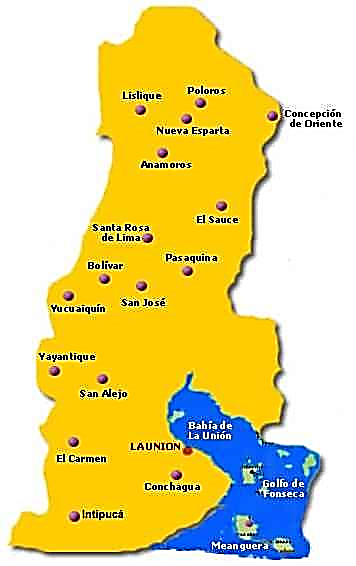 Poloros
Lislique
Concepción
de Oriente
Nueva Esparta
Anamoros
El Sauce
Santa Rosa
de Lima
Pasaquina
Bolívar
San José
Yucuaiquín
Yayantique
San Alejo
Bahía de
La Unión
LAUNION
El Carmen
Golfo de
Fonseca
Conchagua
Intipucá
Meanguera